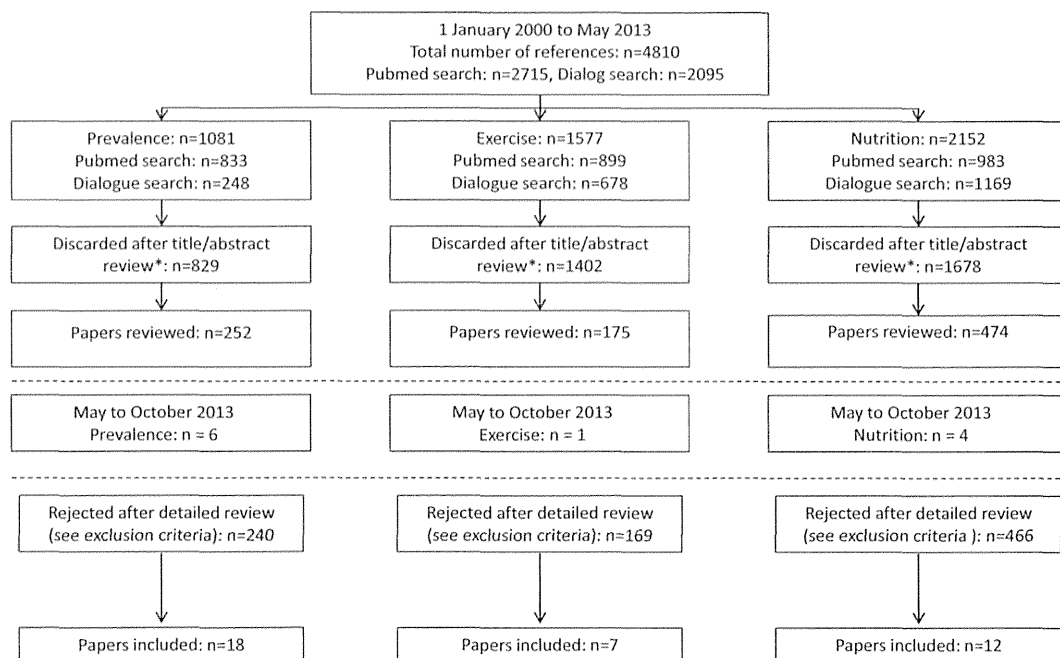 1 January 2000 to May 2013
Total number of references: n=4810
Pubmed search: n=2715, Dialog search: n=2095
Prevalence: n=1081
Pubmed search: n=833
Dialogue search: n=248
Exercise: n=1577
Pubmed search: n=899
Dialogue search: n=678
Nutrition: n=2152
Pubmed search: n=983
Dialogue search: n=1169
Discarded after title/abstract
review*: n=829
Discarded after title/abstract
review*: n=1402
Discarded after title/abstract
review*: n=1678
Papers reviewed: n=252
Papers reviewed: n=175
Papers reviewed: n=474
May to October 2013
Prevalence: n = 6
May to October 2013
Exercise: n = 1
May to October 2013
Nutrition: n = 4
Rejected after detailed review
(see exclusion criteria): n=240
Rejected after detailed review
(see exclusion criteria): n=169
Rejected after detailed review
(see exclusion criteria ): n=466
Papers included: n=18
Papers included: n=7
Papers included: n=12